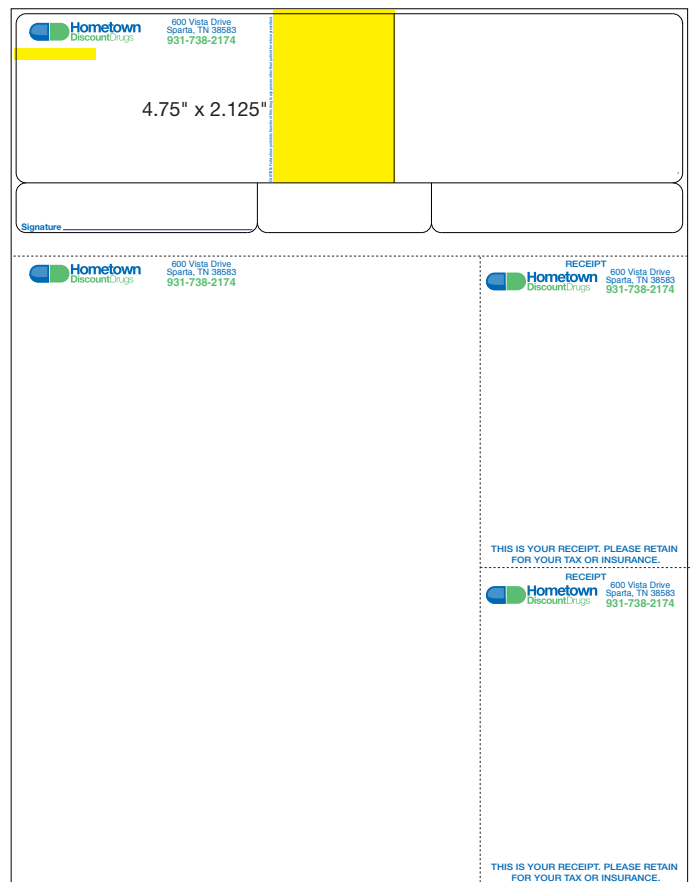 Hometown
DiscountDrugs
600 Vista Drive
Sparta, TN 38583
931-738-2174
4.75" x 2.125"
Signature
Hometown
DiscountDrugs
600 Vista Drive
Sparta, TN 38583
931-738-2174
RECEIPT
Hometown
DiscountDrugs
600 Vista Drive
Sparta, TN 38583
931-738-2174
THIS IS YOUR RECEIPT. PLEASE RETAIN
FOR YOUR TAX OR INSURANCE.
RECEIPT
Hometown
DiscountDrugs
600 Vista Drive
Sparta, TN 38583
931-738-2174
THIS IS YOUR RECEIPT. PLEASE RETAIN
FOR YOUR TAX OR INSURANCE.